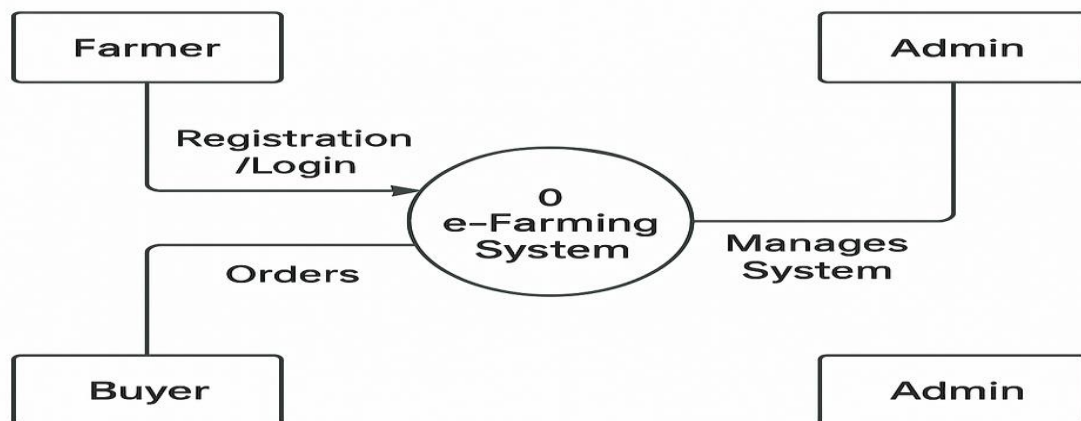 Farmer
Admin
Registration
/Login
0
e-Farming
System
Manages
System
Orders
Buyer
Admin